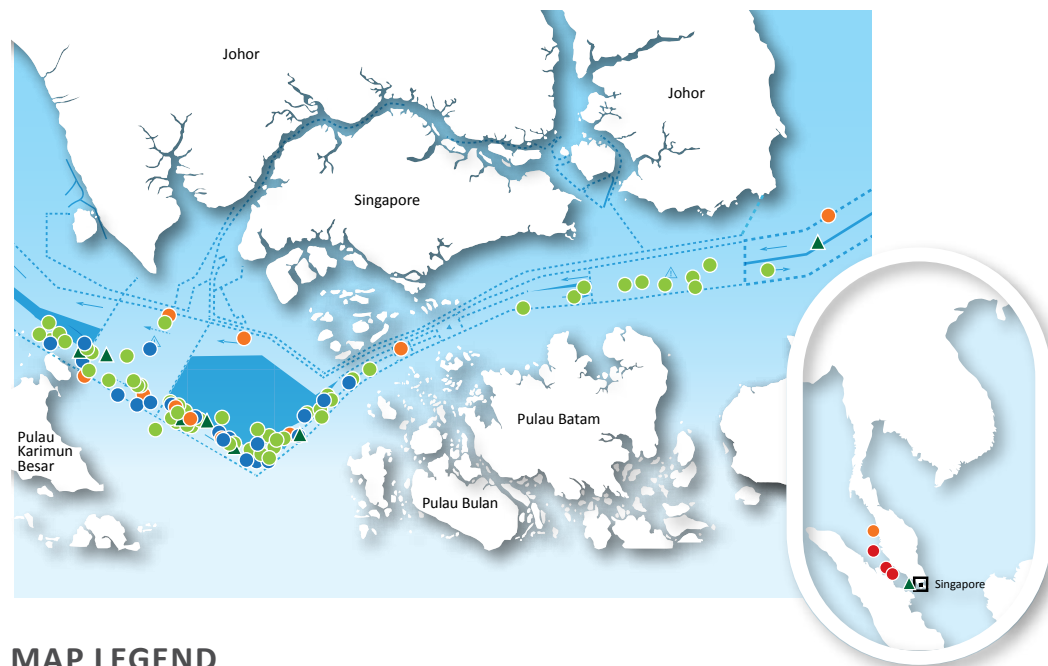 Johor
Johor
Singapore
Pulau Batam
Pulau
Karimun
Besar
Pulau Bulan
Singapore
MAP LEGEND